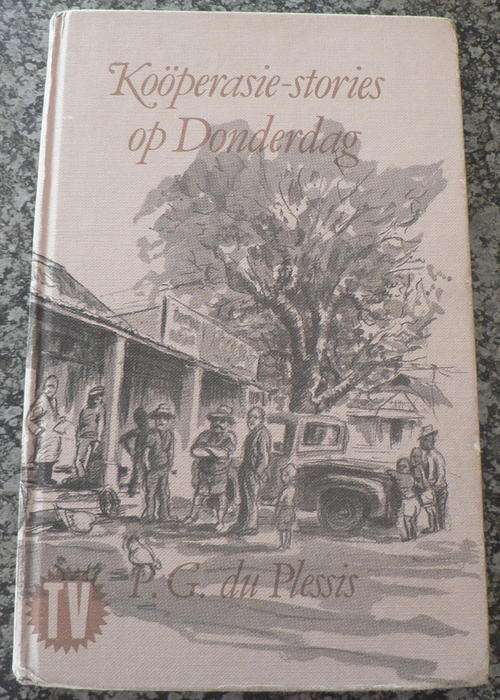 Koöperasie-stories
op Donderdag
P. G. du Plessis
TV